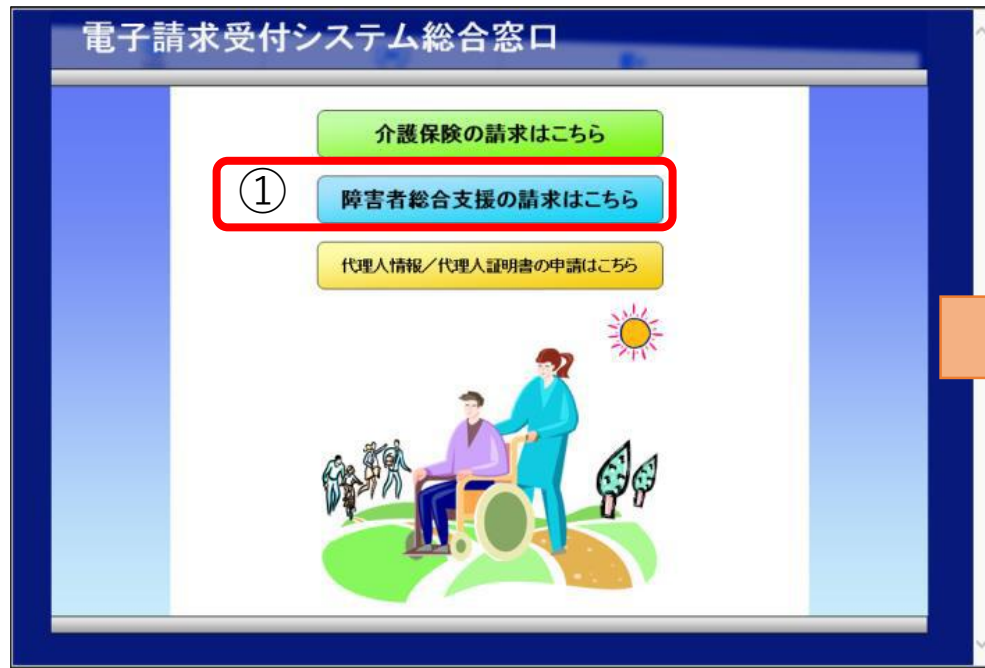 電子請求受付システム総合窓口
介護保険の請求はこちら
①
障害者総合支援の請求はこちら
代理人情報／代理人証明書の申請はこちら